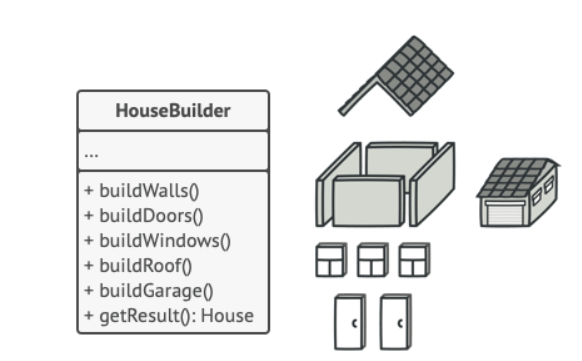 HouseBuilder
...
+ buildWalls()
+ buildDoors()
+ buildWindows()
+ buildRoof()
+ buildGarage()
+ getResult(): House